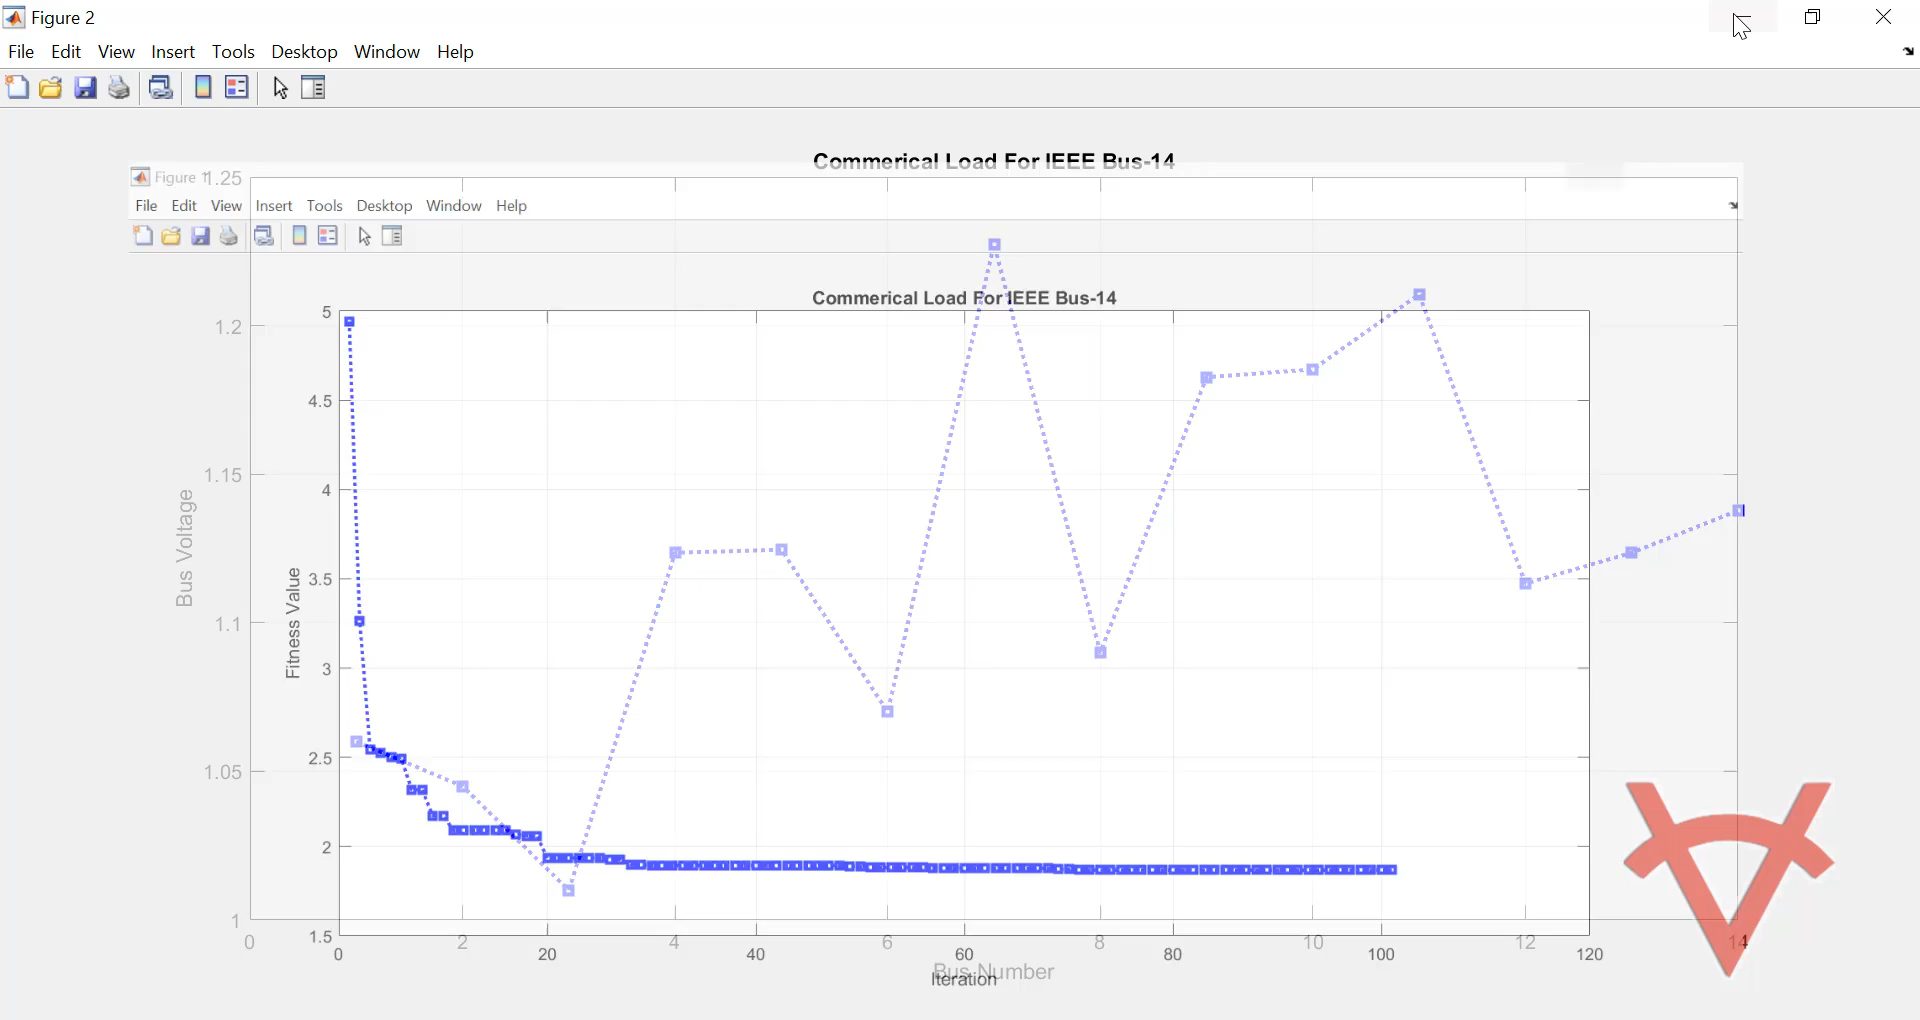 Figure 2
File Edit View Insert Tools Desktop Window Help
Commerical Load For IEEE Bus-14
Figure 1
1.25
File Edit View Insert Tools Desktop Window Help
Commerical Load For IEEE Bus-14
5
1.2
4.5
1.15
4
Bus Voltage
3.5
Fitness Value
1.1
3
2.5
1.05
2
1
1.5
0 2 4 6 8 10 12 14
0 20 40 60 80 100 120
Bus Number
Iteration